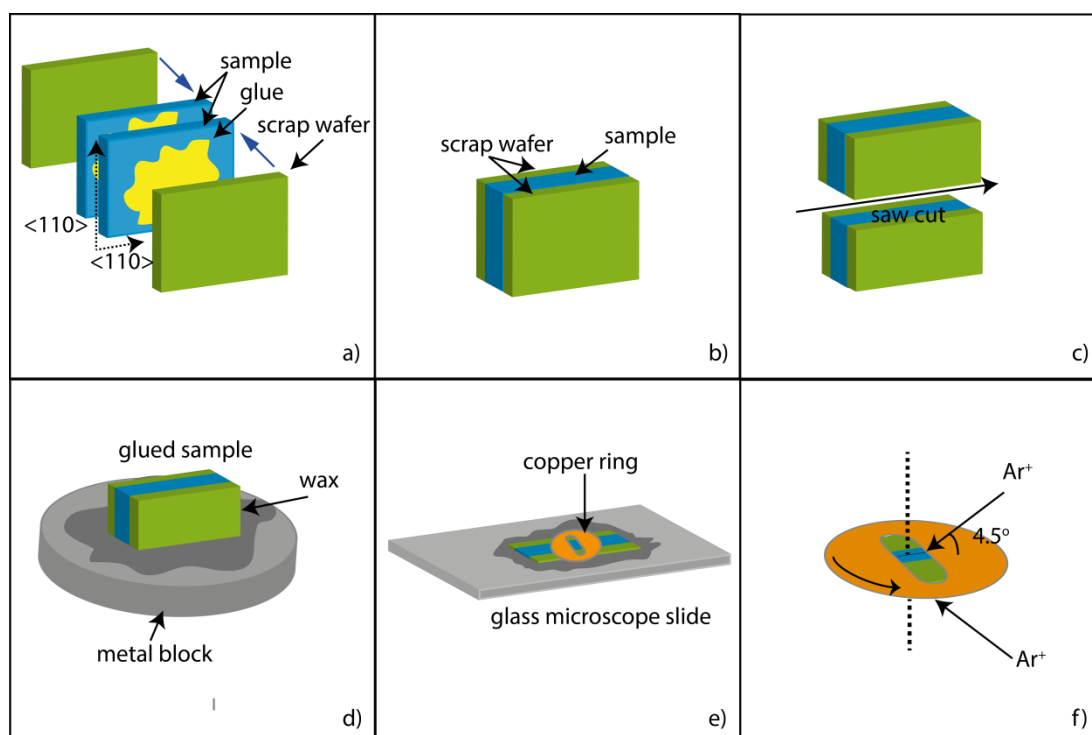 sample
glue
scrap wafer
<110>
<110>
a)
scrap wafer
sample
b)
saw cut
c)
glued sample
wax
metal block
d)
copper ring
glass microscope slide
e)
Ar⁺
4.5º
Ar⁺
f)